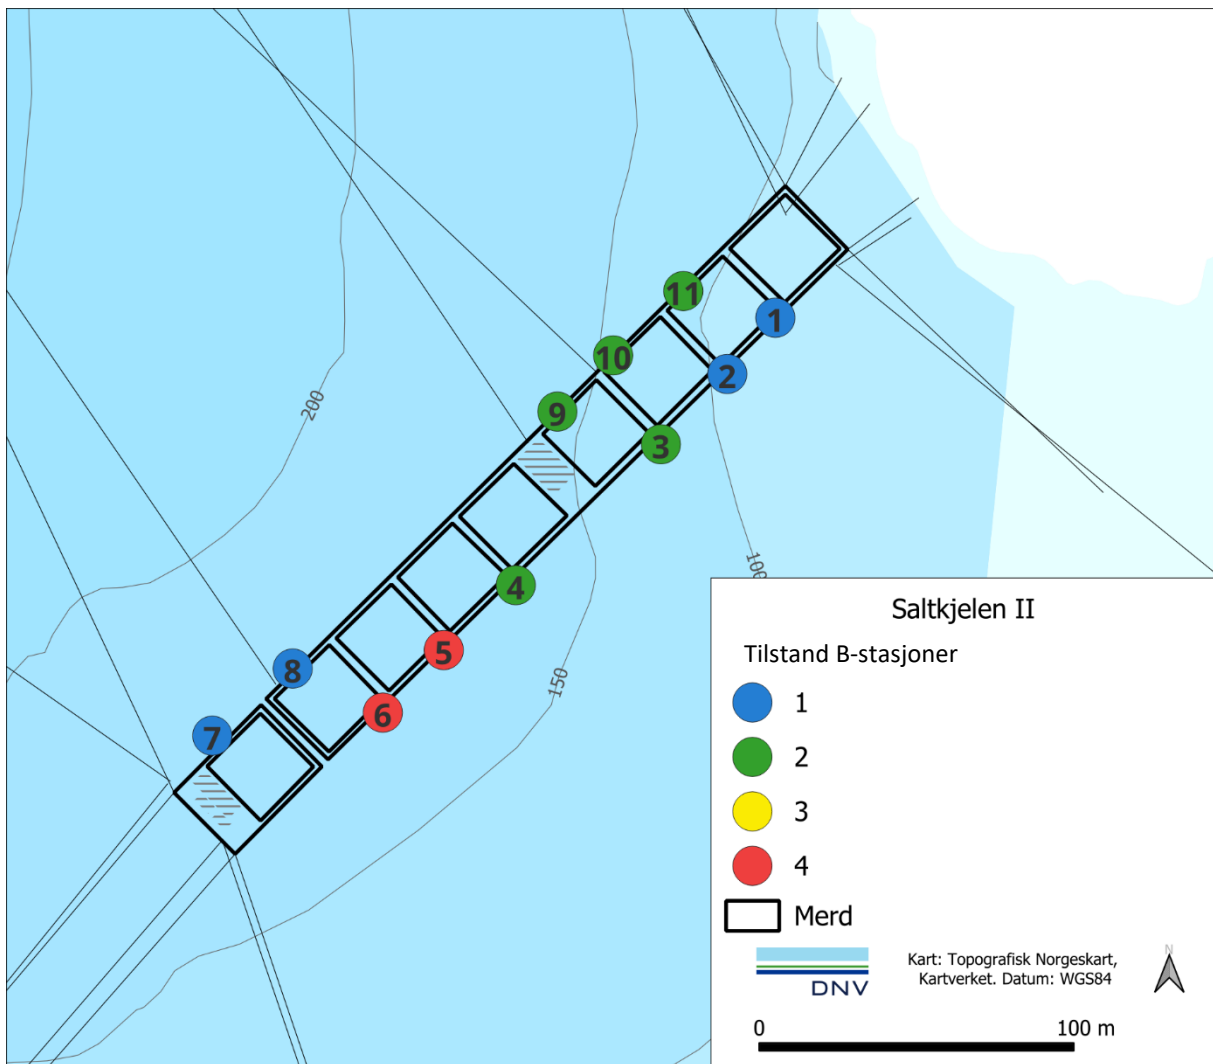 11
1
10
2
200
9
3
100
4
5
8
150
6
7
Saltkjelen II
Tilstand B-stasjoner
1
2
3
4
Merd
DNV
Kart: Topografisk Norgeskart,
Kartverket. Datum: WGS84
N
0
100 m